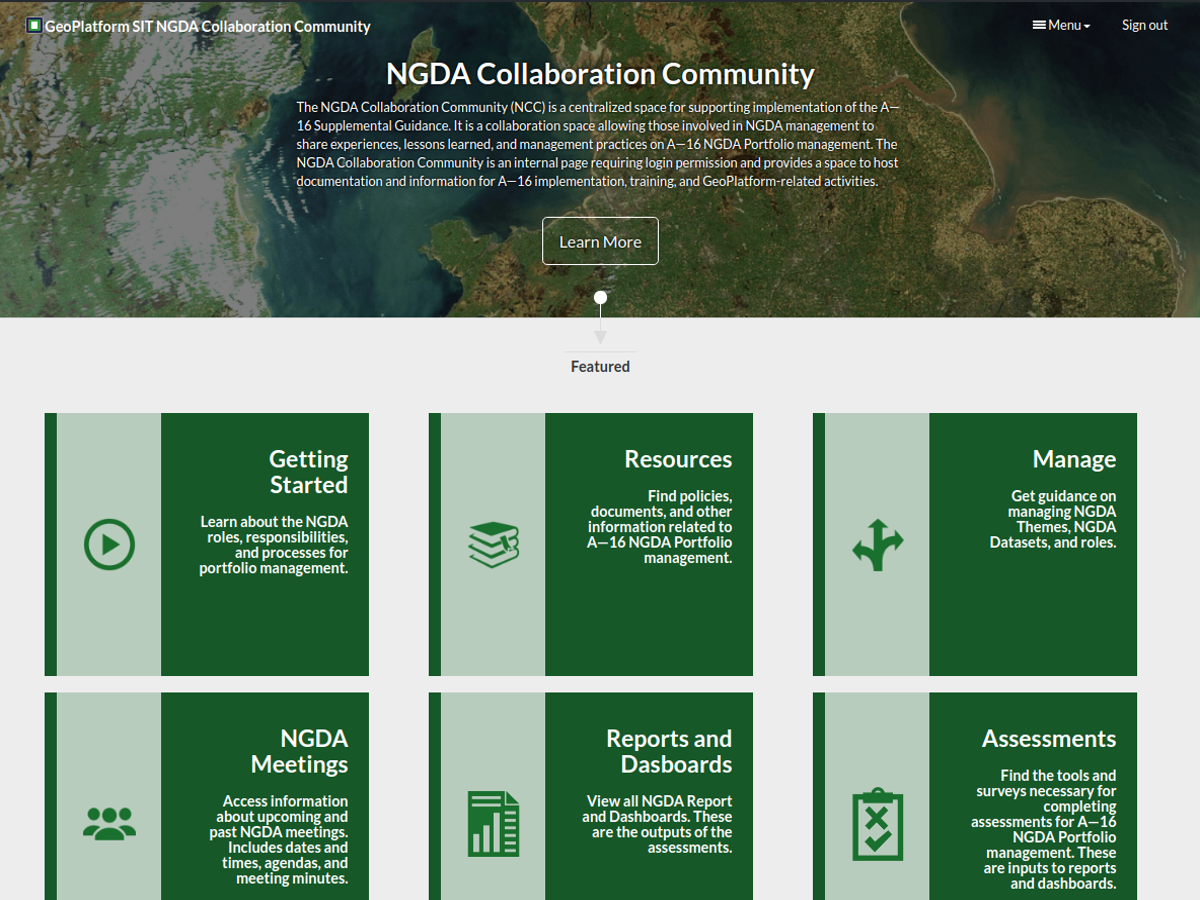 GeoPlatform SIT NGDA Collaboration Community
Menu
Sign out
NGDA Collaboration Community
The NGDA Collaboration Community (NCC) is a centralized space for supporting implementation of the A—
16 Supplemental Guidance. It is a collaboration space allowing those involved in NGDA management to
share experiences, lessons learned, and management practices on A—16 NGDA Portfolio management. The
NGDA Collaboration Community is an internal page requiring login permission and provides a space to host
documentation and information for A—16 implementation, training, and GeoPlatform-related activities.
Learn More
Featured
Getting
Started
Learn about the NGDA
roles, responsibilities,
and processes for
portfolio management.
Resources
Find policies,
documents, and other
information related to
A—16 NGDA Portfolio
management.
Manage
Get guidance on
managing NGDA
Themes, NGDA
Datasets, and roles.
NGDA
Meetings
Access information
about upcoming and
past NGDA meetings.
Includes dates and
times, agendas, and
meeting minutes.
Reports and
Dasboards
View all NGDA Report
and Dashboards. These
are the outputs of the
assessments.
Assessments
Find the tools and
surveys necessary for
completing
assessments for A—16
NGDA Portfolio
management. These
are inputs to reports
and dashboards.